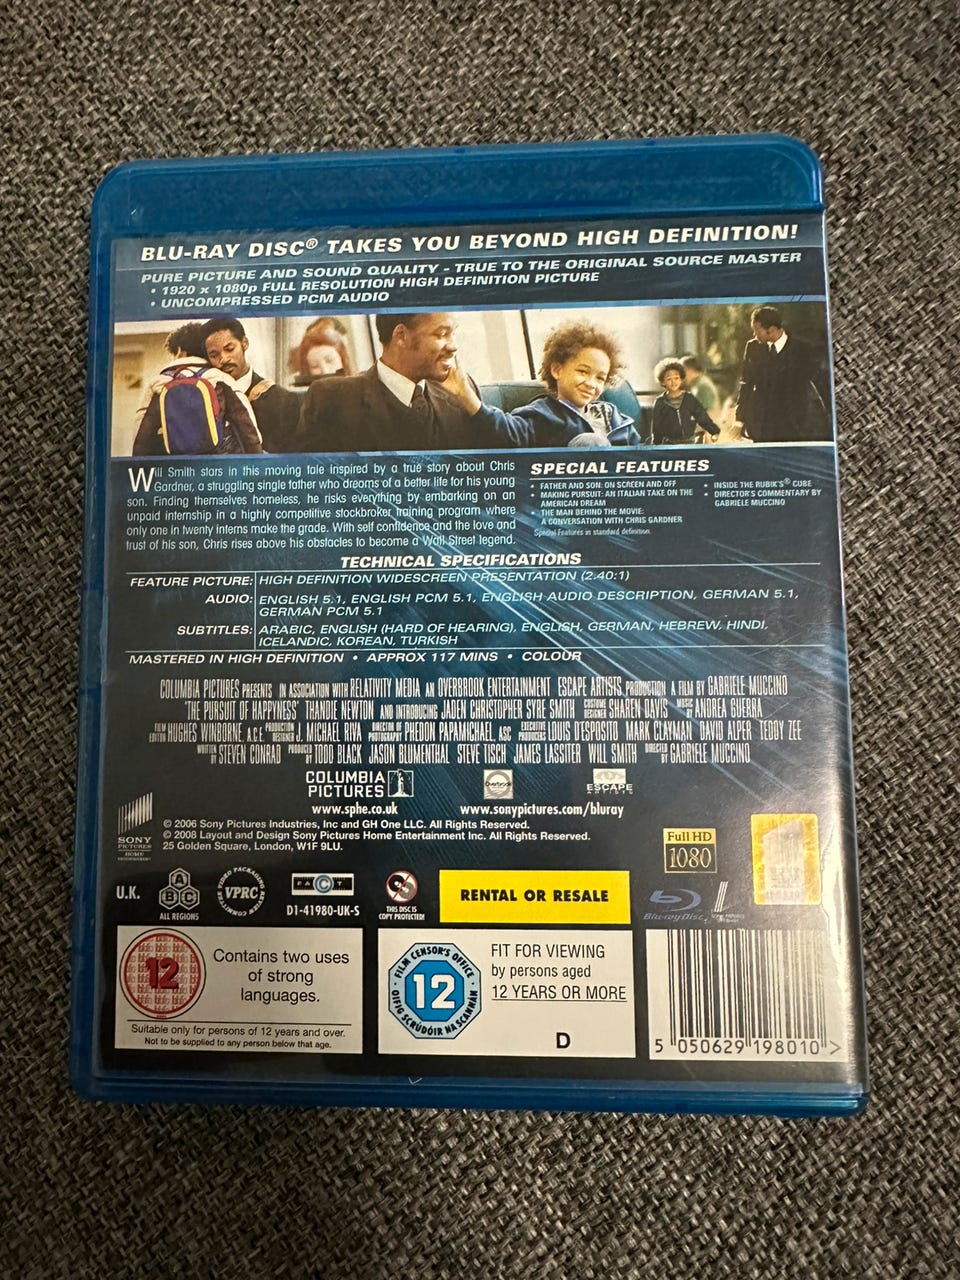 BLU-RAY DISC® TAKES YOU BEYOND HIGH DEFINITION!
PURE PICTURE AND SOUND QUALITY - TRUE TO THE ORIGINAL SOURCE MASTER
• 1920 x 1080p FULL RESOLUTION HIGH DEFINITION PICTURE
• UNCOMPRESSED PCM AUDIO
Will Smith stars in this moving tale inspired by a true story about Chris
Gardner, a struggling single father who dreams of a better life for his young
son. Finding themselves homeless, he risks everything by embarking on an
unpaid internship in a highly competitive stockbroker training program where
only one in twenty interns make the grade. With self confidence and the love and
trust of his son, Chris rises above his obstacles to become a Wall Street legend.
SPECIAL FEATURES
• FATHER AND SON: ON SCREEN AND OFF
• MAKING PURSUIT: AN ITALIAN TAKE ON THE
AMERICAN DREAM
• THE MAN BEHIND THE MOVIE:
A CONVERSATION WITH CHRIS GARDNER
Special Features in standard definition.
• INSIDE THE RUBIK'S® CUBE
• DIRECTOR'S COMMENTARY BY
GABRIELE MUCCINO
TECHNICAL SPECIFICATIONS
FEATURE PICTURE: HIGH DEFINITION WIDESCREEN PRESENTATION (2.40:1)
AUDIO: ENGLISH 5.1, ENGLISH PCM 5.1, ENGLISH AUDIO DESCRIPTION, GERMAN 5.1,
GERMAN PCM 5.1
SUBTITLES: ARABIC, ENGLISH (HARD OF HEARING), ENGLISH, GERMAN, HEBREW, HINDI,
ICELANDIC, KOREAN, TURKISH
MASTERED IN HIGH DEFINITION • APPROX 117 MINS • COLOUR
COLUMBIA PICTURES PRESENTS IN ASSOCIATION WITH RELATIVITY MEDIA AN OVERBROOK ENTERTAINMENT ESCAPE ARTISTS PRODUCTION A FILM BY GABRIELE MUCCINO
"THE PURSUIT OF HAPPYNESS" THANDIE NEWTON AND INTRODUCING JADEN CHRISTOPHER SYRE SMITH COSTUME DESIGNER SHAREN DAVIS MUSIC BY ANDREA GUERRA
FILM EDITOR HUGHES WINBORNE, A.C.E. PRODUCTION DESIGNER J. MICHAEL RIVA DIRECTOR OF PHOTOGRAPHY PHEDON PAPAMICHAEL, ASC EXECUTIVE PRODUCERS LOUIS D'ESPOSITO MARK CLAYMAN DAVID ALPER TEDDY ZEE
WRITTEN BY STEVEN CONRAD PRODUCED BY TODD BLACK JASON BLUMENTHAL STEVE TISCH JAMES LASSITER WILL SMITH DIRECTED BY GABRIELE MUCCINO
COLUMBIA
PICTURES
Overbrook
ESCAPE
ARTISTS
www.sphe.co.uk
www.sonypictures.com/bluray
SONY
PICTURES
HOME
ENTERTAINMENT
© 2006 Sony Pictures Industries, Inc and GH One LLC. All Rights Reserved.
© 2008 Layout and Design Sony Pictures Home Entertainment Inc. All Rights Reserved.
25 Golden Square, London, W1F 9LU.
Full HD
1080
U.K.
A
B C
ALL REGIONS
VIDEO PACKAGING REVIEW COMMITTEE
VPRC
FACT
D1-41980-UK-S
THIS DISC IS
COPY PROTECTED!
RENTAL OR RESALE
Blu-ray Disc
12
Contains two uses
of strong
languages.
Suitable only for persons of 12 years and over.
Not to be supplied to any person below that age.
FILM CENSOR'S OFFICE
12
OIFIG SCRÚDÓIR NA SCANNÁN
FIT FOR VIEWING
by persons aged
12 YEARS OR MORE
D
5 050629 198010 >